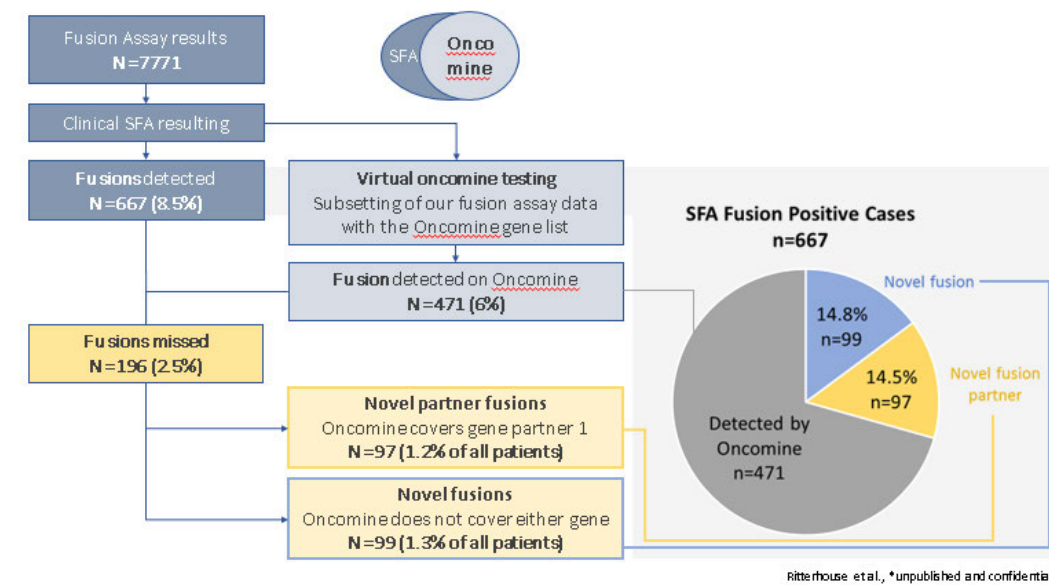 Fusion Assay results
N=7771
SFA
Onco
mine
Clinical SFA resulting
Fusions detected
N=667 (8.5%)
Virtual oncomine testing
Subsetting of our fusion assay data
with the Oncomine gene list
Fusion detected on Oncomine
N=471 (6%)
Fusions missed
N=196 (2.5%)
Novel partner fusions
Oncomine covers gene partner 1
N=97 (1.2% of all patients)
Novel fusions
Oncomine does not cover either gene
N=99 (1.3% of all patients)
SFA Fusion Positive Cases
n=667
Novel fusion
14.8%
n=99
14.5%
n=97
Novel fusion
partner
Detected by
Oncomine
n=471
Ritterhouse et al., *unpublished and confidentia